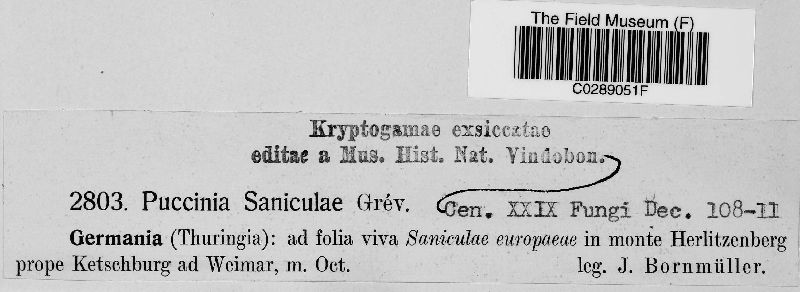 The Field Museum (F)
C0289051F
Kryptogamae exsiccatae
editae a Mus. Hist. Nat. Vindobon.
2803. Puccinia Saniculae Grév. Cen. XXIX Fungi Dec. 108-11
Germania (Thuringia): ad folia viva Saniculae europaeae in monte Herlitzenberg
prope Ketschburg ad Weimar, m. Oct. leg. J. Bornmüller.